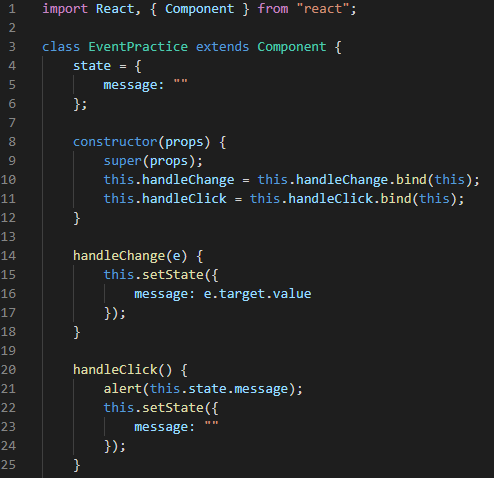 1 import React, { Component } from "react";
2
3 class EventPractice extends Component {
4     state = {
5         message: ""
6     };
7
8     constructor(props) {
9         super(props);
10         this.handleChange = this.handleChange.bind(this);
11         this.handleClick = this.handleClick.bind(this);
12     }
13
14     handleChange(e) {
15         this.setState({
16             message: e.target.value
17         });
18     }
19
20     handleClick() {
21         alert(this.state.message);
22         this.setState({
23             message: ""
24         });
25     }